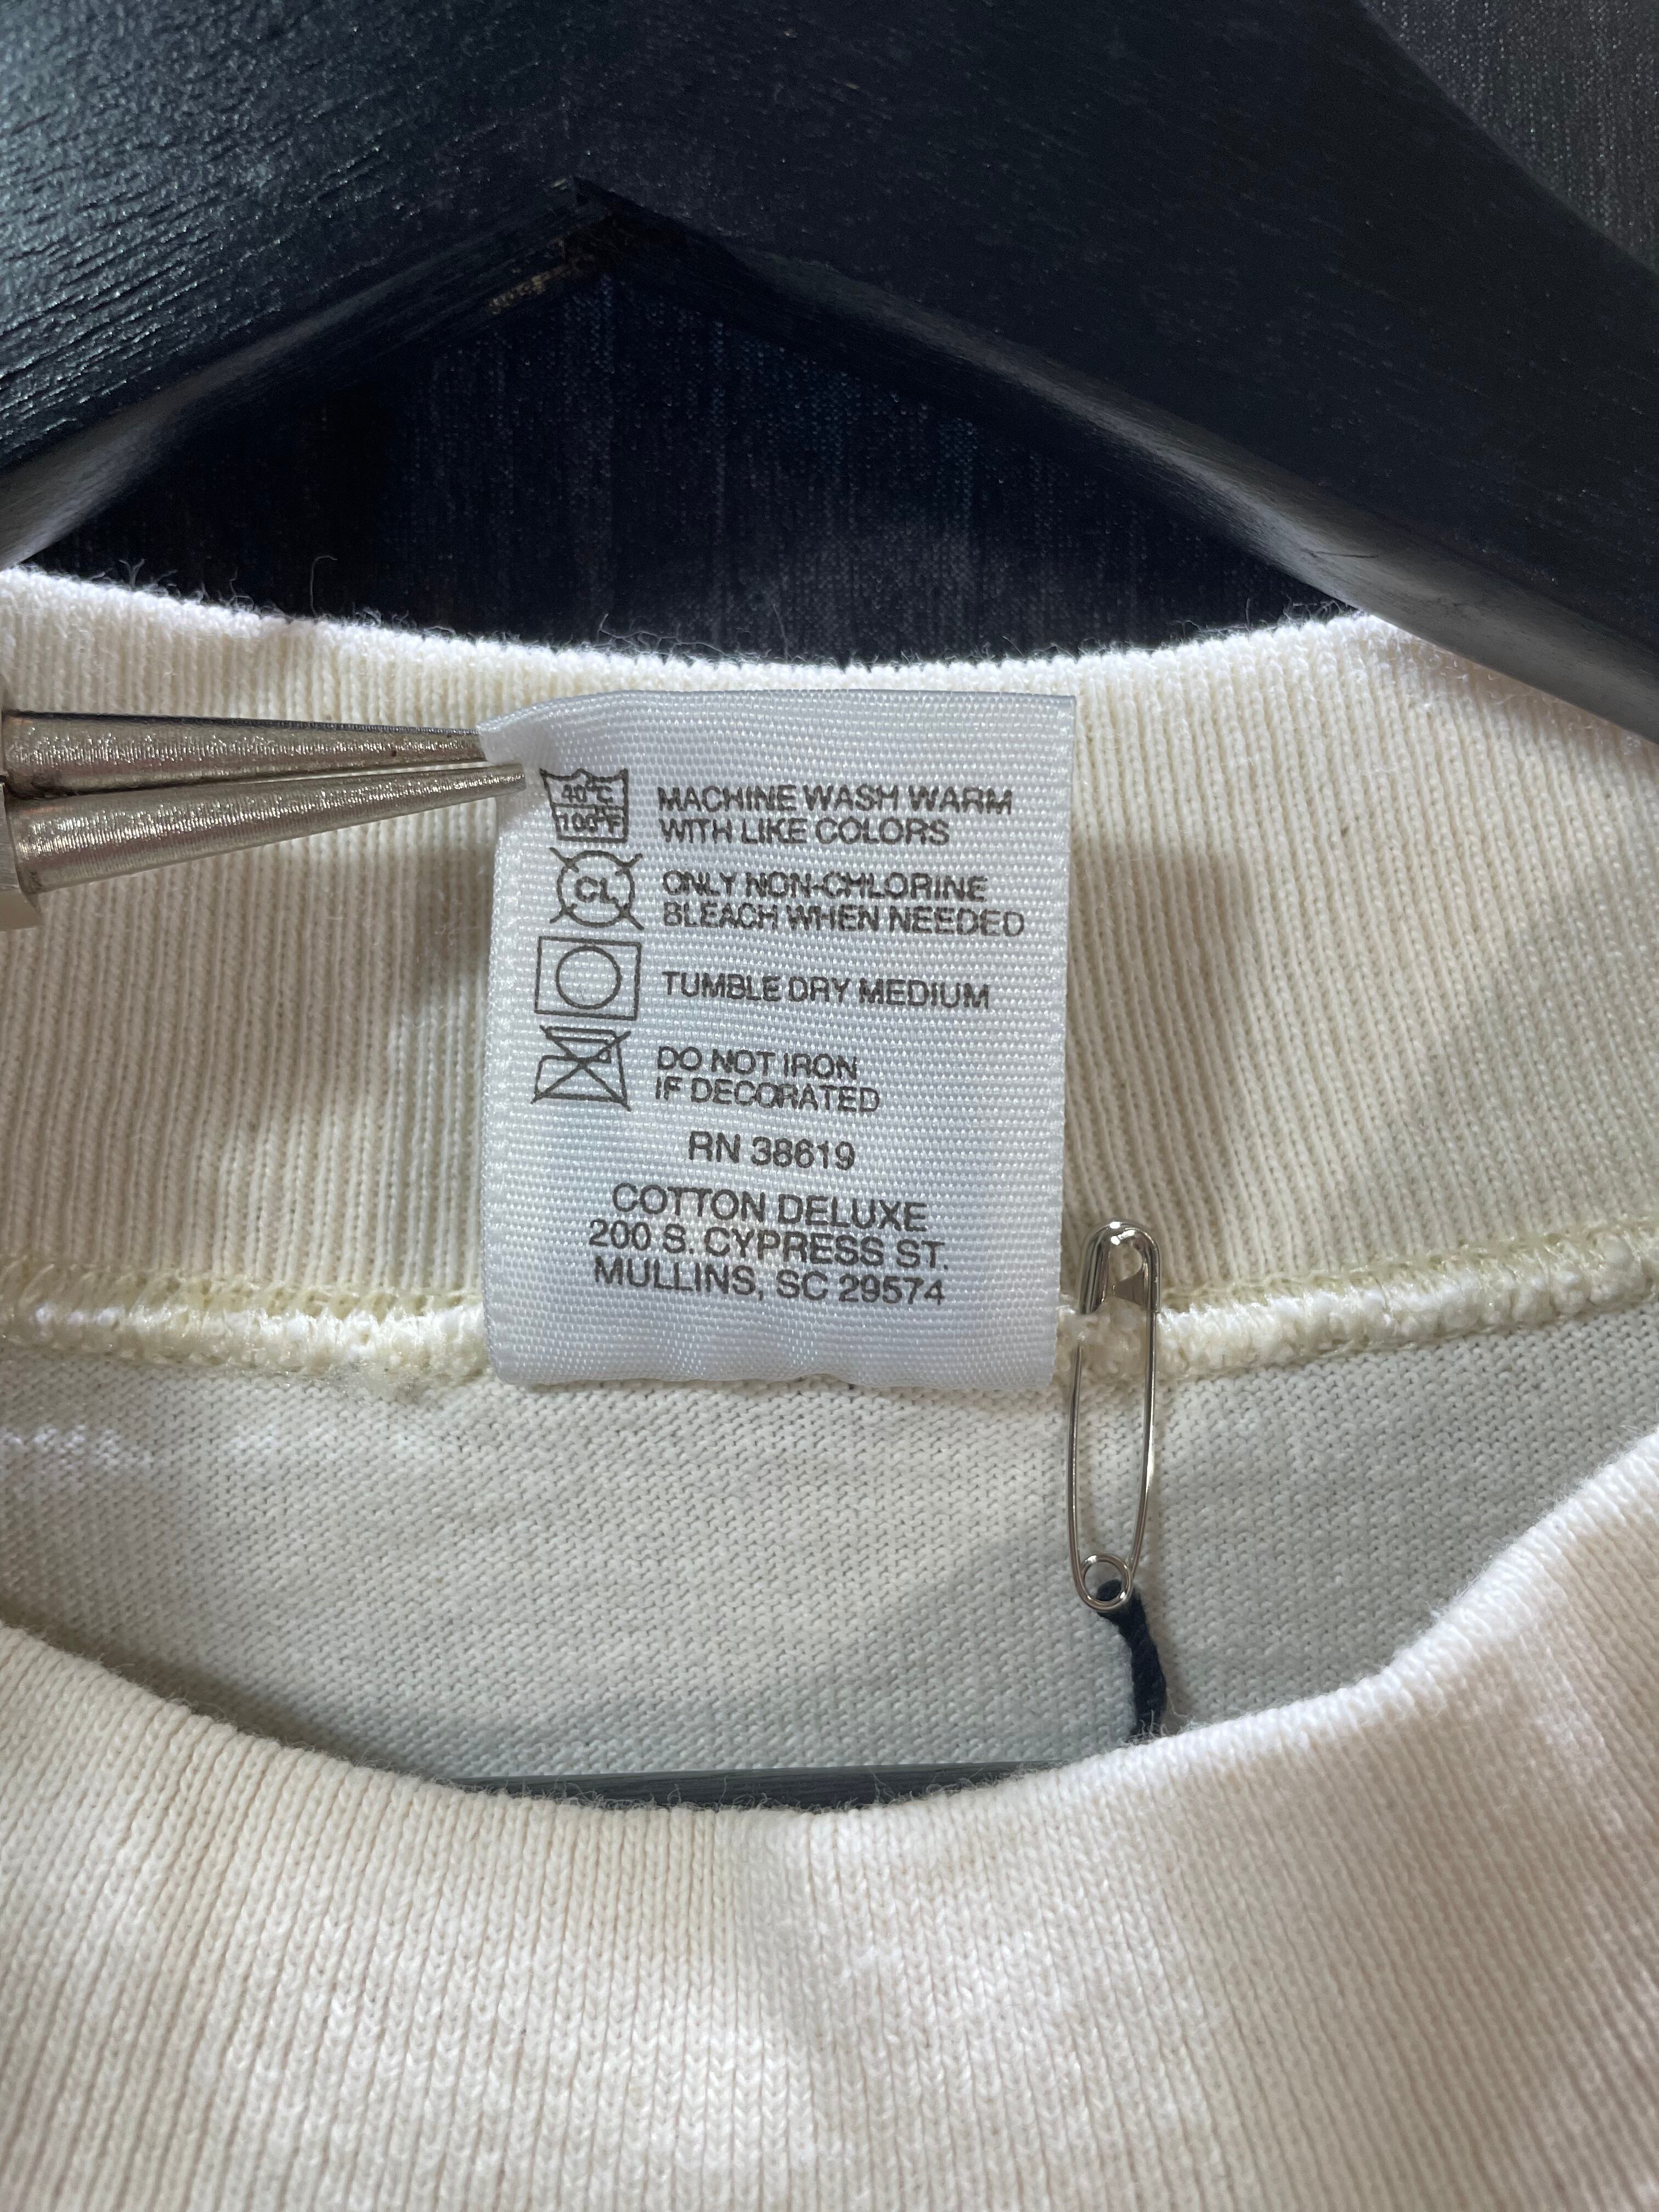 40°C
100°F
MACHINE WASH WARM
WITH LIKE COLORS
CL
ONLY NON-CHLORINE
BLEACH WHEN NEEDED
TUMBLE DRY MEDIUM
DO NOT IRON
IF DECORATED
RN 38619
COTTON DELUXE
200 S. CYPRESS ST.
MULLINS, SC 29574